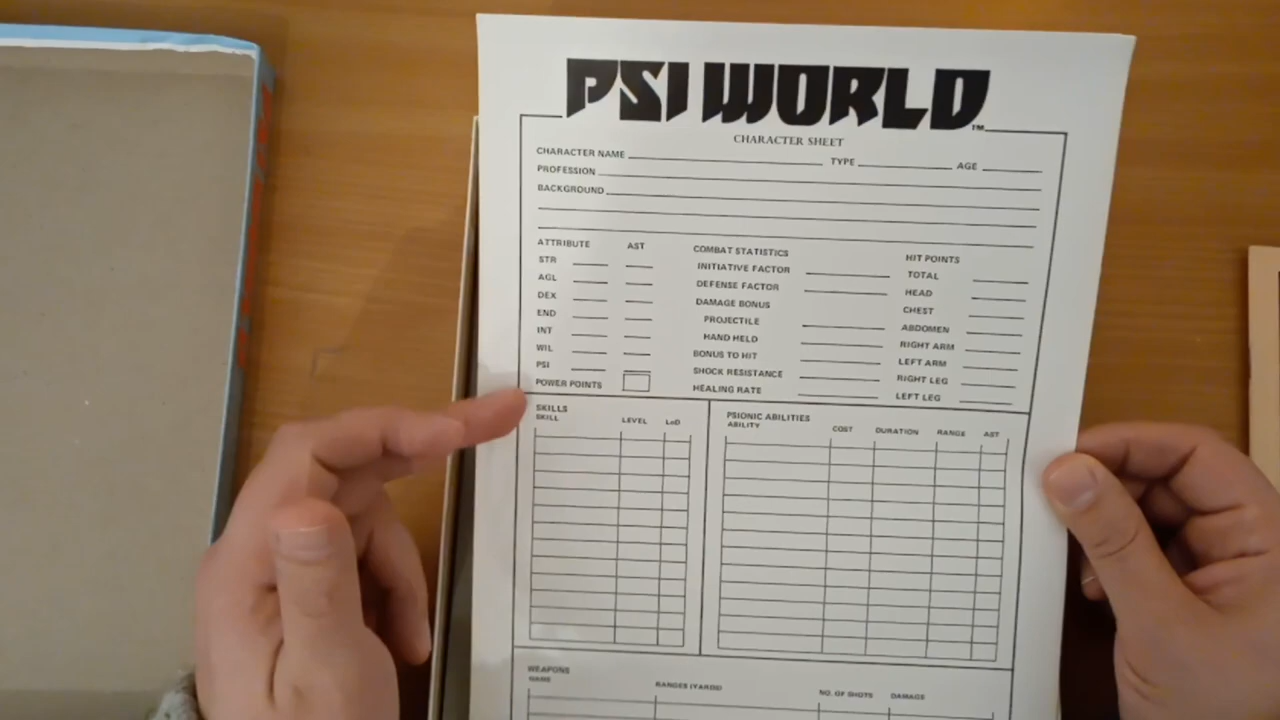 PSI WORLD™
CHARACTER SHEET
CHARACTER NAME TYPE AGE
PROFESSION
BACKGROUND
ATTRIBUTE AST
STR
AGL
DEX
END
INT
WIL
PSI
POWER POINTS
COMBAT STATISTICS
INITIATIVE FACTOR
DEFENSE FACTOR
DAMAGE BONUS
PROJECTILE
HAND HELD
BONUS TO HIT
SHOCK RESISTANCE
HEALING RATE
HIT POINTS
TOTAL
HEAD
CHEST
ABDOMEN
RIGHT ARM
LEFT ARM
RIGHT LEG
LEFT LEG
SKILLS
SKILL LEVEL LoD
PSIONIC ABILITIES
ABILITY COST DURATION RANGE AST
WEAPONS
NAME RANGES (YARDS) NO. OF SHOTS DAMAGE